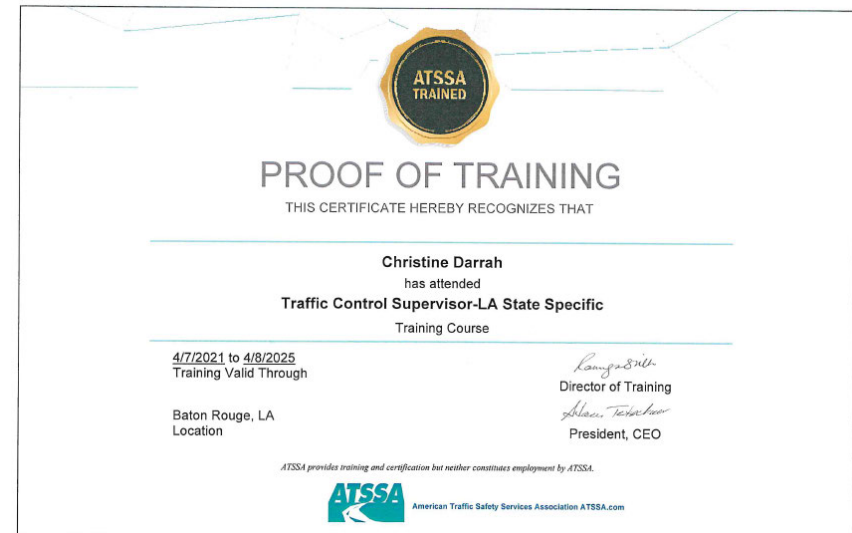 ATSSA
TRAINED
PROOF OF TRAINING
THIS CERTIFICATE HEREBY RECOGNIZES THAT
Christine Darrah
has attended
Traffic Control Supervisor-LA State Specific
Training Course
4/7/2021 to 4/8/2025
Training Valid Through
Director of Training
Baton Rouge, LA
Location
President, CEO
ATSSA provides training and certification but neither constitutes employment by ATSSA.
ATSSA
American Traffic Safety Services Association ATSSA.com